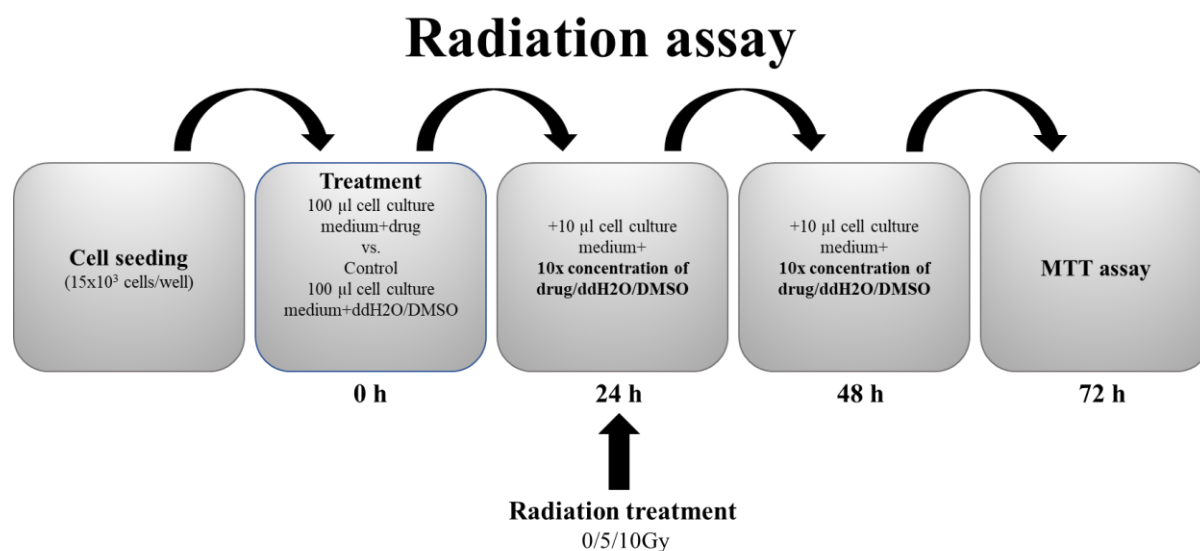 Radiation assay
Cell seeding
(15x10³ cells/well)
Treatment
100 µl cell culture
medium+drug
vs.
Control
100 µl cell culture
medium+ddH2O/DMSO
0 h
+10 µl cell culture
medium+
10x concentration of
drug/ddH2O/DMSO
24 h
+10 µl cell culture
medium+
10x concentration of
drug/ddH2O/DMSO
48 h
MTT assay
72 h
Radiation treatment
0/5/10Gy